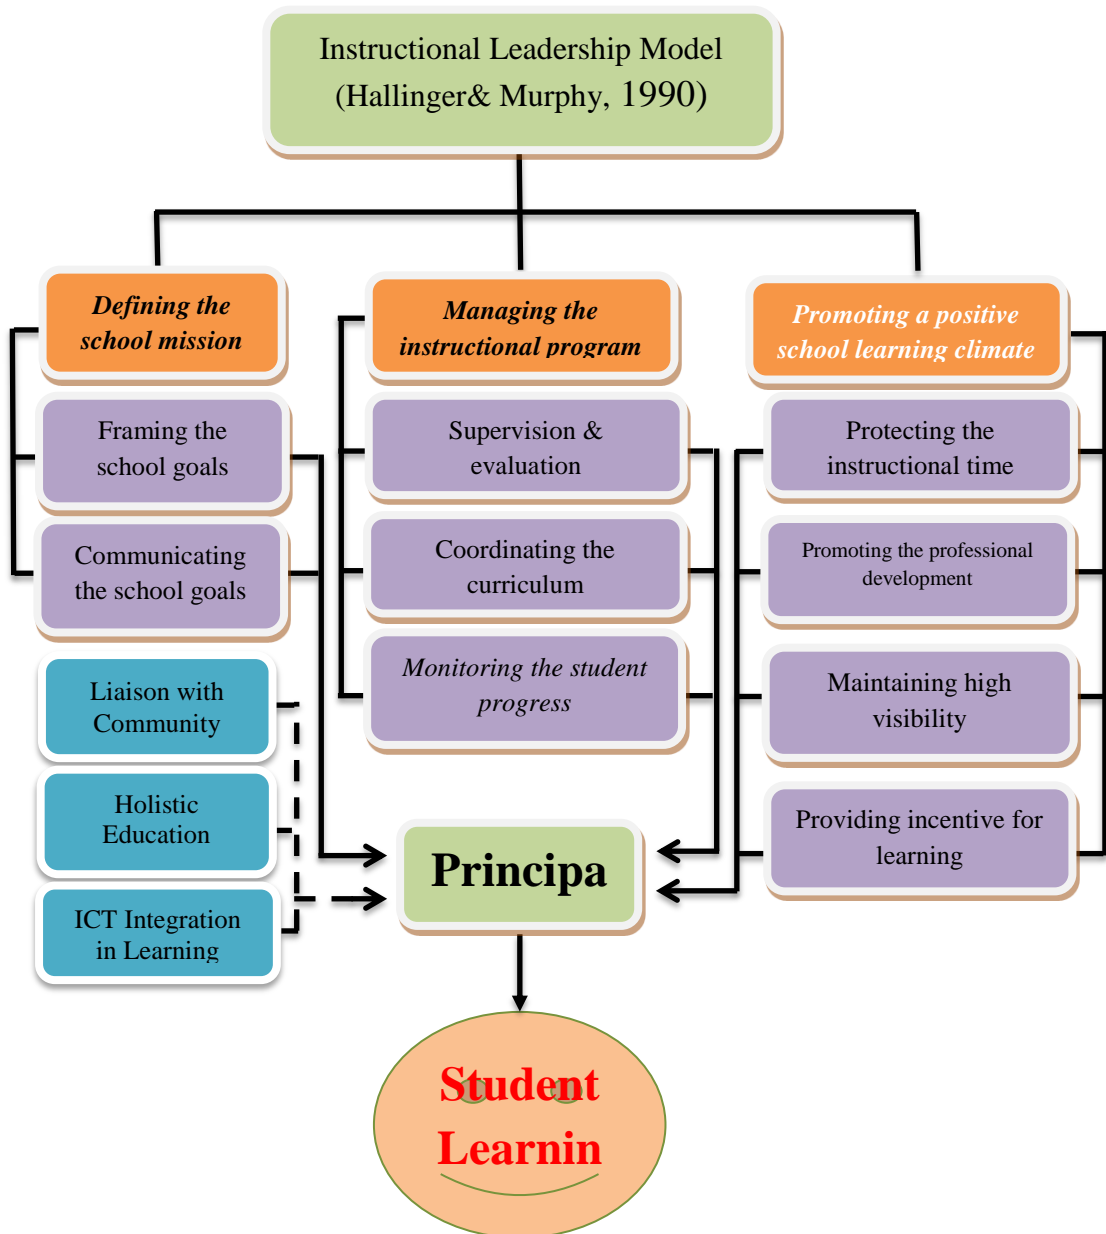 Instructional Leadership Model
(Hallinger& Murphy, 1990)
Defining the
school mission
Framing the
school goals
Communicating
the school goals
Liaison with
Community
Holistic
Education
ICT Integration
in Learning
Managing the
instructional program
Supervision &
evaluation
Coordinating the
curriculum
Monitoring the student
progress
Promoting a positive
school learning climate
Protecting the
instructional time
Promoting the professional
development
Maintaining high
visibility
Providing incentive for
learning
Principa
Student
Learnin